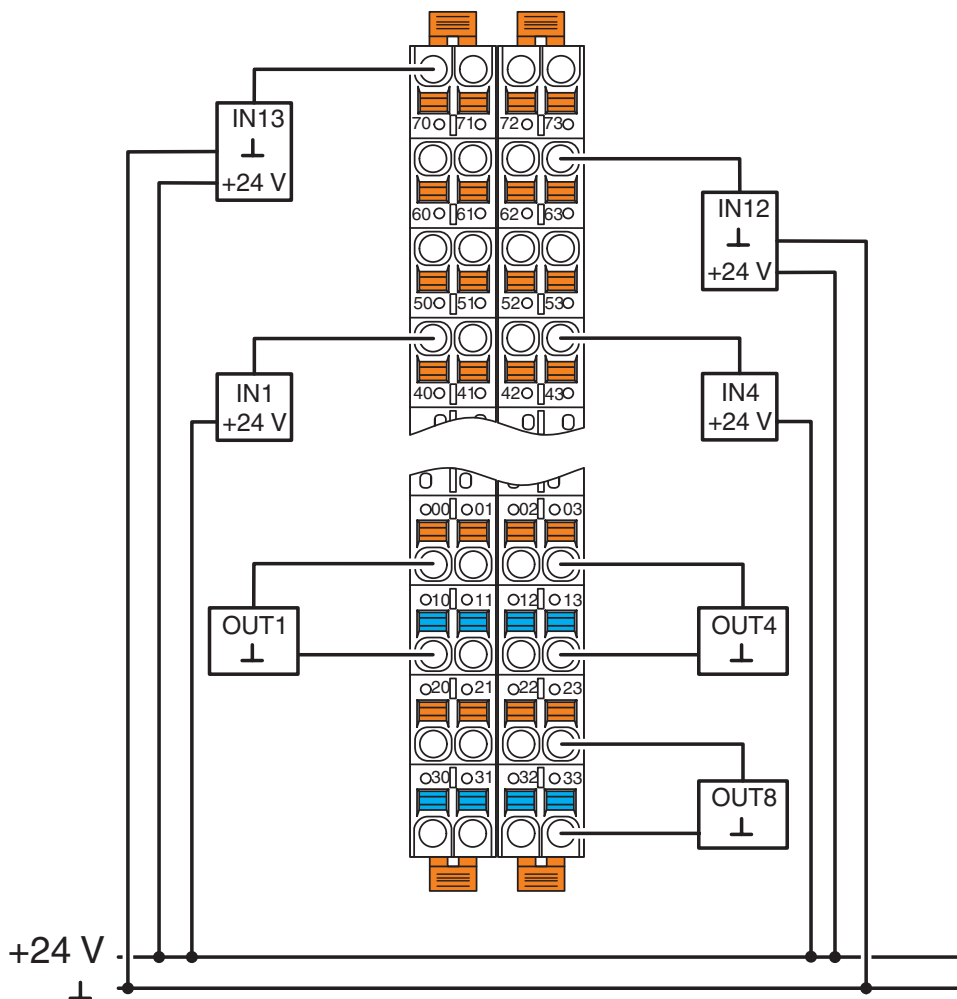 IN13
⊥
+24 V
70 71 72 73
60 61 62 63
IN12
⊥
+24 V
50 51 52 53
40 41 42 43
IN1
+24 V
IN4
+24 V
00 01 02 03
10 11 12 13
OUT1
⊥
OUT4
⊥
20 21 22 23
30 31 32 33
OUT8
⊥
+24 V
⊥